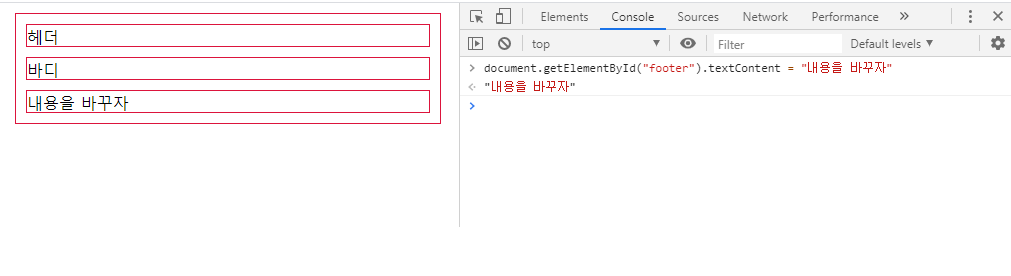 헤더
바디
내용을 바꾸자
Elements Console Sources Network Performance »
top ▼ Filter Default levels ▼
> document.getElementById("footer").textContent = "내용을 바꾸자"
<· "내용을 바꾸자"
>